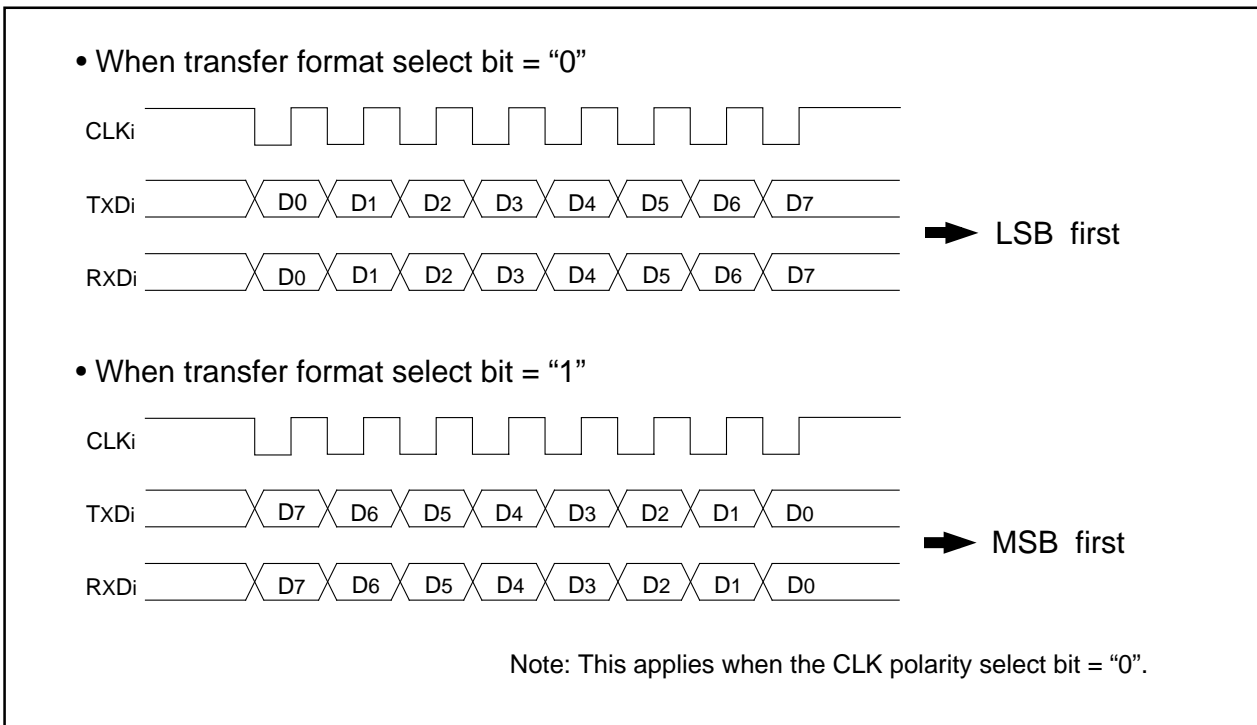 • When transfer format select bit = “0”
CLKi
TXDi D0 D1 D2 D3 D4 D5 D6 D7
RXDi D0 D1 D2 D3 D4 D5 D6 D7
LSB first
• When transfer format select bit = “1”
CLKi
TXDi D7 D6 D5 D4 D3 D2 D1 D0
RXDi D7 D6 D5 D4 D3 D2 D1 D0
MSB first
Note: This applies when the CLK polarity select bit = “0”.